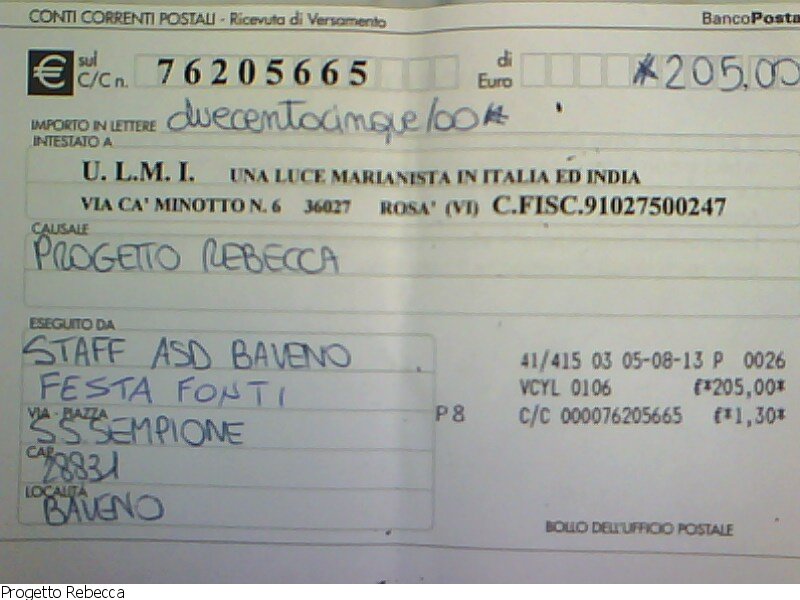 CONTI CORRENTI POSTALI - Ricevuta di Versamento BancoPosta
€ sul C/C n. 76205665 di Euro *205,00
IMPORTO IN LETTERE duecentocinque/00*
INTESTATO A
U. L.M. I. UNA LUCE MARIANISTA IN ITALIA ED INDIA
VIA CA' MINOTTO N. 6 36027 ROSA' (VI) C.FISC.91027500247
CAUSALE
PROGETTO REBECCA
ESEGUITO DA
STAFF ASD BAVENO
FESTA FONTI
VIA - PIAZZA
SS SEMPIONE
CAP
28831
LOCALITÀ
BAVENO
41/415 03 05-08-13 P 0026
VCYL 0106 £*205,00*
P8 C/C 000076205665 £*1,30*
BOLLO DELL'UFFICIO POSTALE
Progetto Rebecca